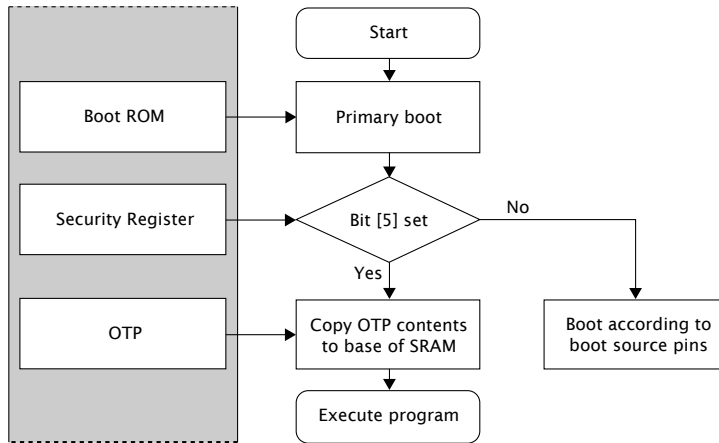 Start
Boot ROM
Primary boot
Security Register
Bit [5] set
No
Yes
OTP
Copy OTP contents
to base of SRAM
Boot according to
boot source pins
Execute program